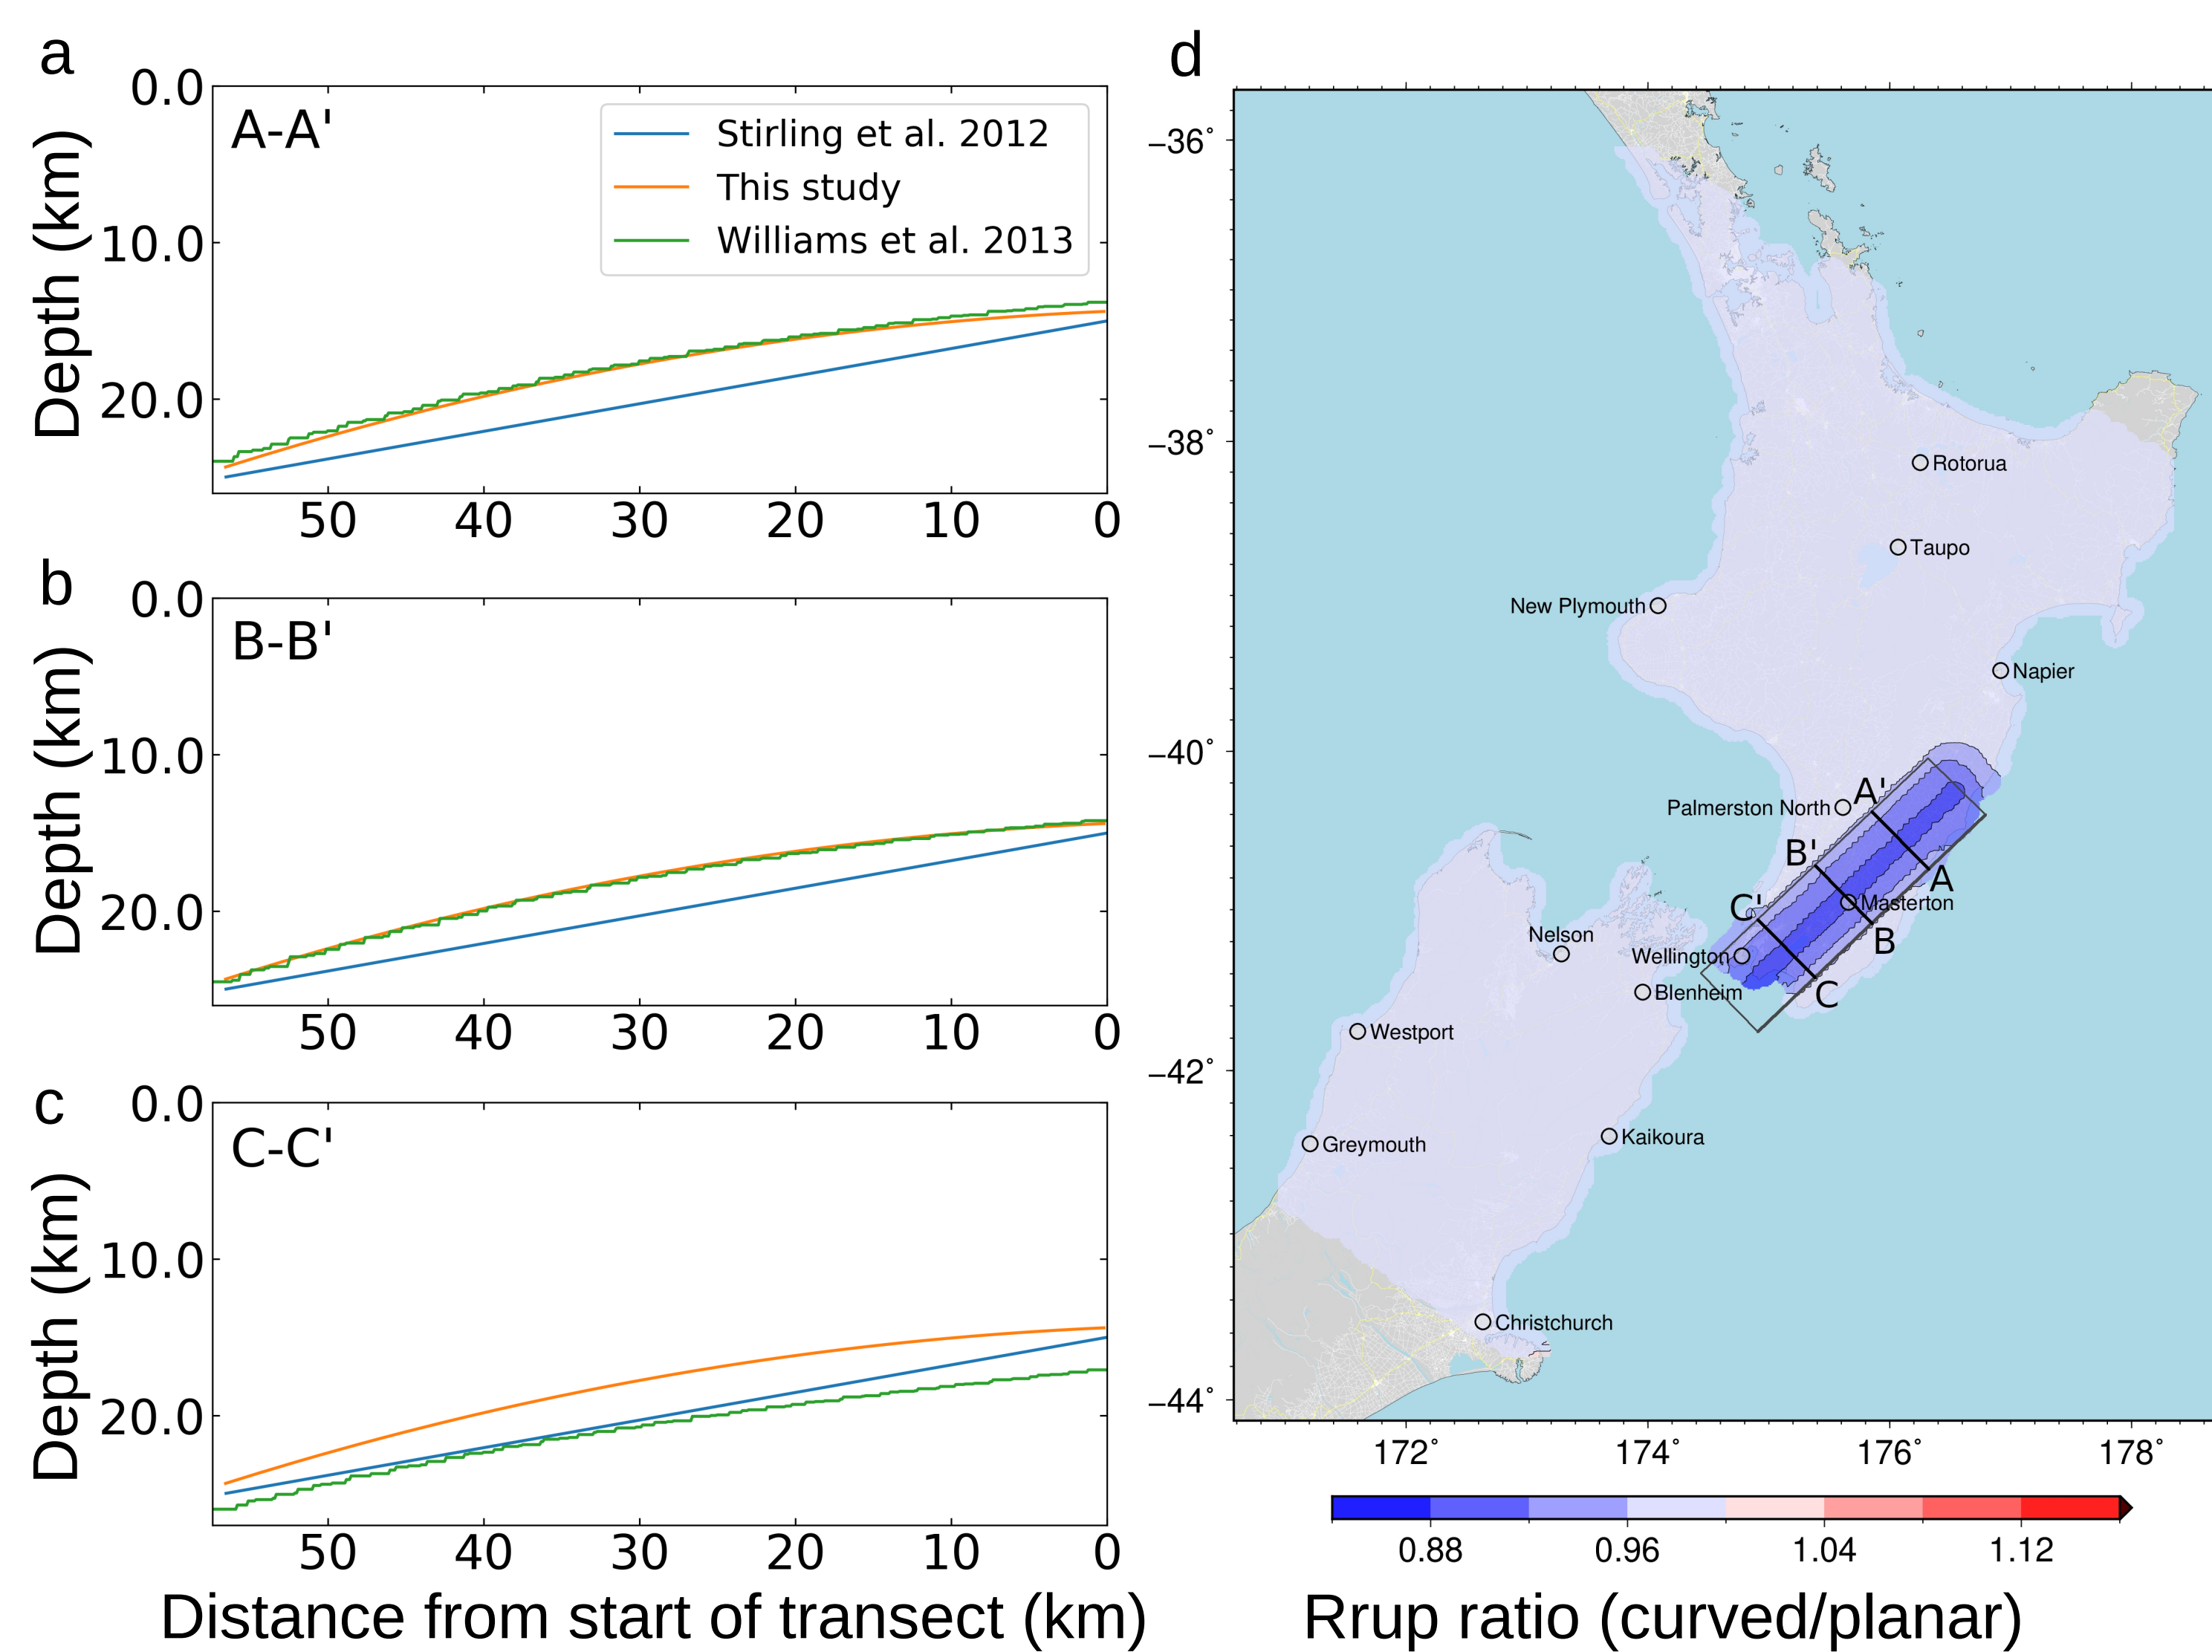 a
0.0
10.0
20.0
Depth (km)
A-A'
Stirling et al. 2012
This study
Williams et al. 2013
50 40 30 20 10 0
b
0.0
10.0
20.0
Depth (km)
B-B'
50 40 30 20 10 0
c
0.0
10.0
20.0
Depth (km)
C-C'
50 40 30 20 10 0
Distance from start of transect (km)
d
−36°
−38°
−40°
−42°
−44°
Rotorua
Taupo
New Plymouth
Napier
Palmerston North
A'
B'
A
C'
Masterton
B
Nelson
Wellington
Blenheim
C
Westport
Greymouth
Kaikoura
Christchurch
172° 174° 176° 178°
0.88 0.96 1.04 1.12
Rrup ratio (curved/planar)